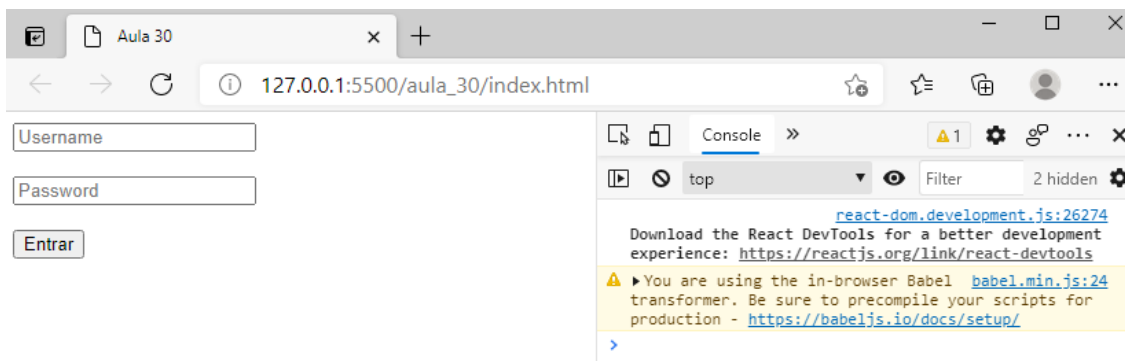 Aula 30
127.0.0.1:5500/aula_30/index.html
Username
Password
Entrar
Console
1
top
Filter
2 hidden
react-dom.development.js:26274
Download the React DevTools for a better development
experience: https://reactjs.org/link/react-devtools
You are using the in-browser Babel babel.min.js:24
transformer. Be sure to precompile your scripts for
production - https://babeljs.io/docs/setup/